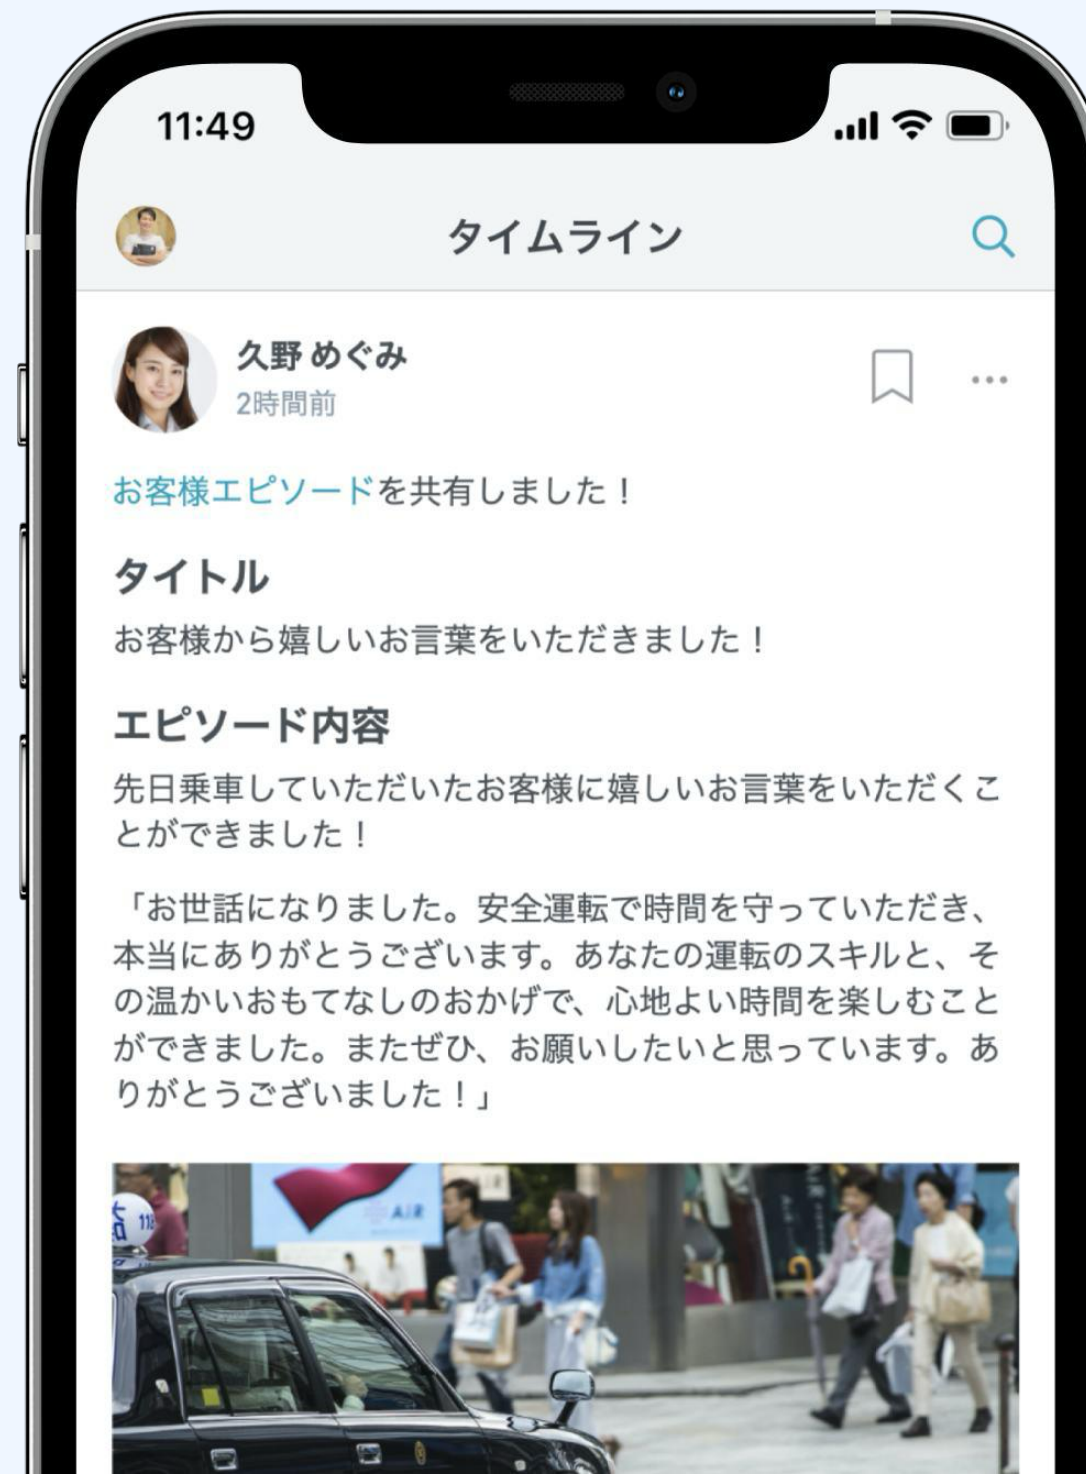 11:49
タイムライン
久野 めぐみ
2時間前
お客様エピソードを共有しました！
タイトル
お客様から嬉しいお言葉をいただきました！
エピソード内容
先日乗車していただいたお客様に嬉しいお言葉をいただくこ
とができました！
「お世話になりました。安全運転で時間を守っていただき、
本当にありがとうございます。あなたの運転のスキルと、そ
の温かいおもてなしのおかげで、心地よい時間を楽しむこと
ができました。またぜひ、お願いしたいと思っています。あ
りがとうございました！」
AIR